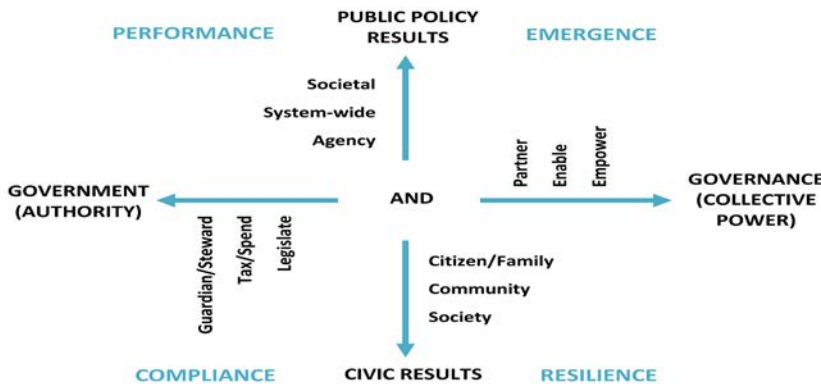 PERFORMANCE
PUBLIC POLICY
RESULTS
EMERGENCE
Societal
System-wide
Agency
Partner
Enable
Empower
GOVERNMENT
(AUTHORITY)
AND
GOVERNANCE
(COLLECTIVE
POWER)
Guardian/Steward
Tax/Spend
Legislate
Citizen/Family
Community
Society
COMPLIANCE
CIVIC RESULTS
RESILIENCE